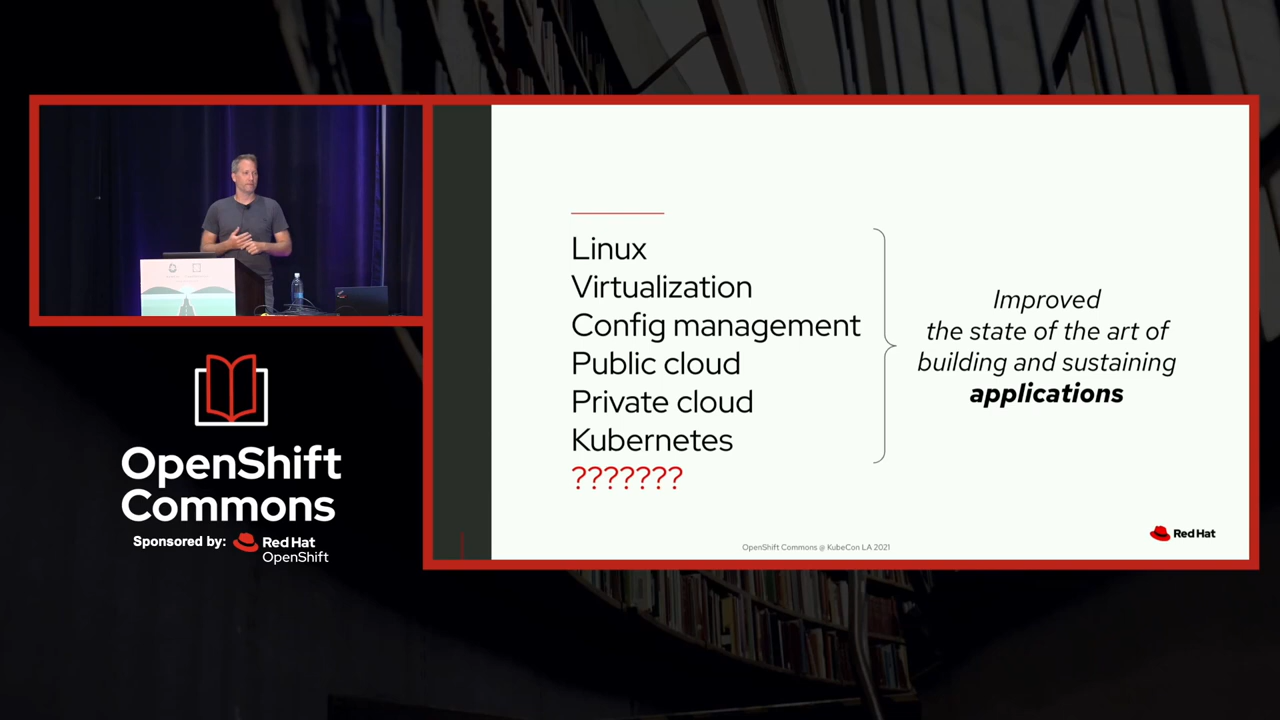 OpenShift
Commons
Sponsored by:
Red Hat
OpenShift
Linux
Virtualization
Config management
Public cloud
Private cloud
Kubernetes
???????
Improved
the state of the art of
building and sustaining
applications
OpenShift Commons @ KubeCon LA 2021
Red Hat